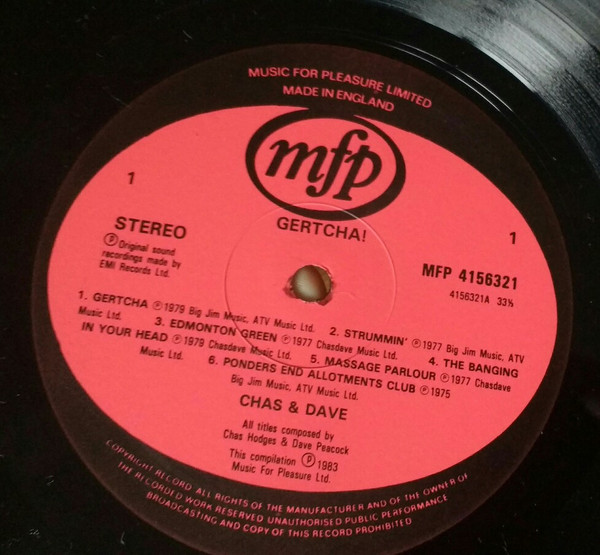 MUSIC FOR PLEASURE LIMITED
MADE IN ENGLAND
mfp
1
1
GERTCHA!
STEREO
Ⓟ Original sound
recordings made by
EMI Records Ltd.
MFP 4156321
4156321A 33⅓
1. GERTCHA Ⓟ 1979 Big Jim Music, ATV Music Ltd. 2. STRUMMIN' Ⓟ 1977 Big Jim Music, ATV
Music Ltd. 3. EDMONTON GREEN Ⓟ 1977 Chasdave Music Ltd. 4. THE BANGING
IN YOUR HEAD Ⓟ 1979 Chasdave Music Ltd. 5. MASSAGE PARLOUR Ⓟ 1977 Chasdave
Music Ltd. 6. PONDERS END ALLOTMENTS CLUB Ⓟ 1975
Big Jim Music, ATV Music Ltd.
CHAS & DAVE
All titles composed by
Chas Hodges & Dave Peacock
This compilation Ⓟ 1983
Music For Pleasure Ltd.
COPYRIGHT RECORD. ALL RIGHTS OF THE MANUFACTURER AND OF THE OWNER OF
THE RECORDED WORK RESERVED UNAUTHORISED PUBLIC PERFORMANCE
BROADCASTING AND COPY OF THIS RECORD PROHIBITED